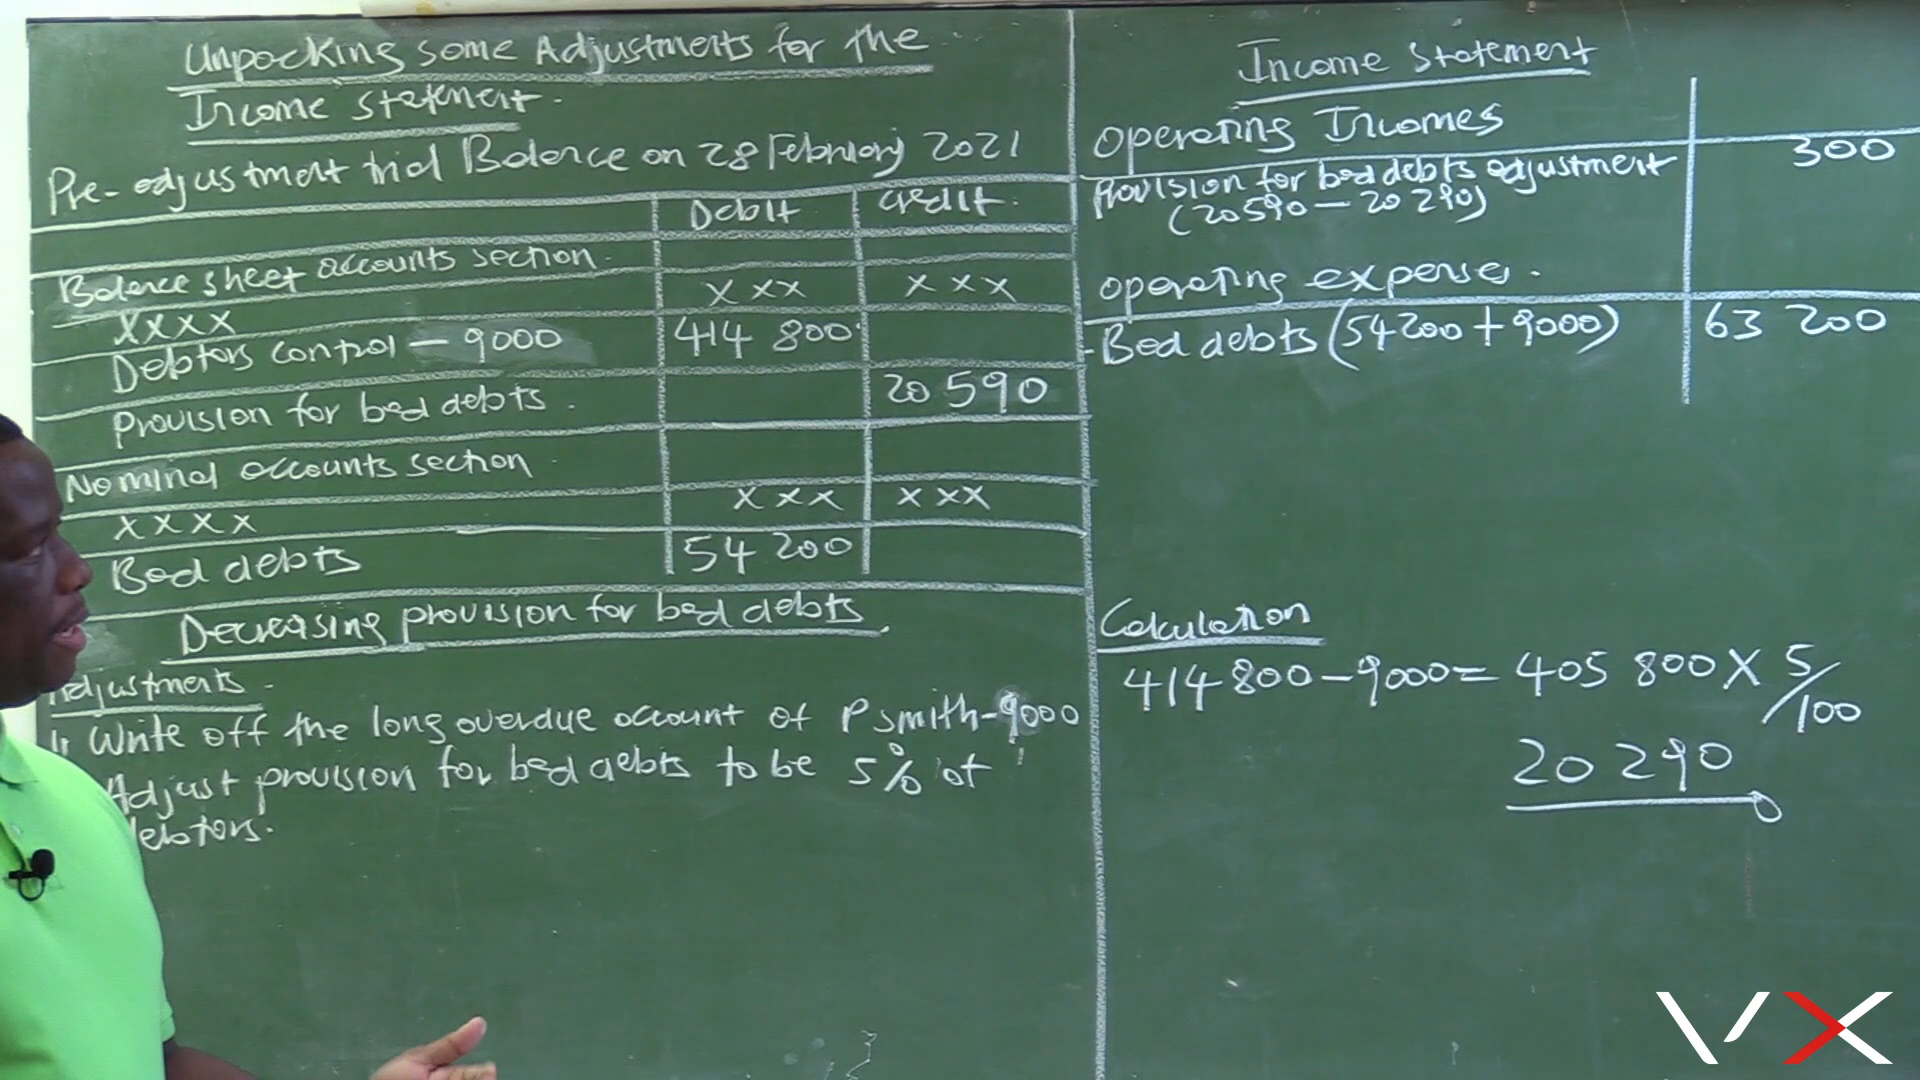 Unpacking some Adjustments for the
Income statement.
Pre-adjustment trial Balance on 28 February 2021
Debit Credit
Balance sheet accounts section.
XXXX XXX XXX
Debtors control - 9000 414 800
Provision for bad debts. 20 590
Nominal accounts section
XXXX XXX XXX
Bad debts 54 200
Decreasing provision for bad debts.
Adjustments.
Write off the long overdue account of P Smith-9000
Adjust provision for bad debts to be 5% of
debtors.
Income statement
Operating Incomes
Provision for bad debts adjustment 300
(20590 - 20 290)
Operating expenses.
Bad debts (54 200 + 9000) 63 200
Calculation
414 800 - 9000 = 405 800 X 5/100
20 290
VX